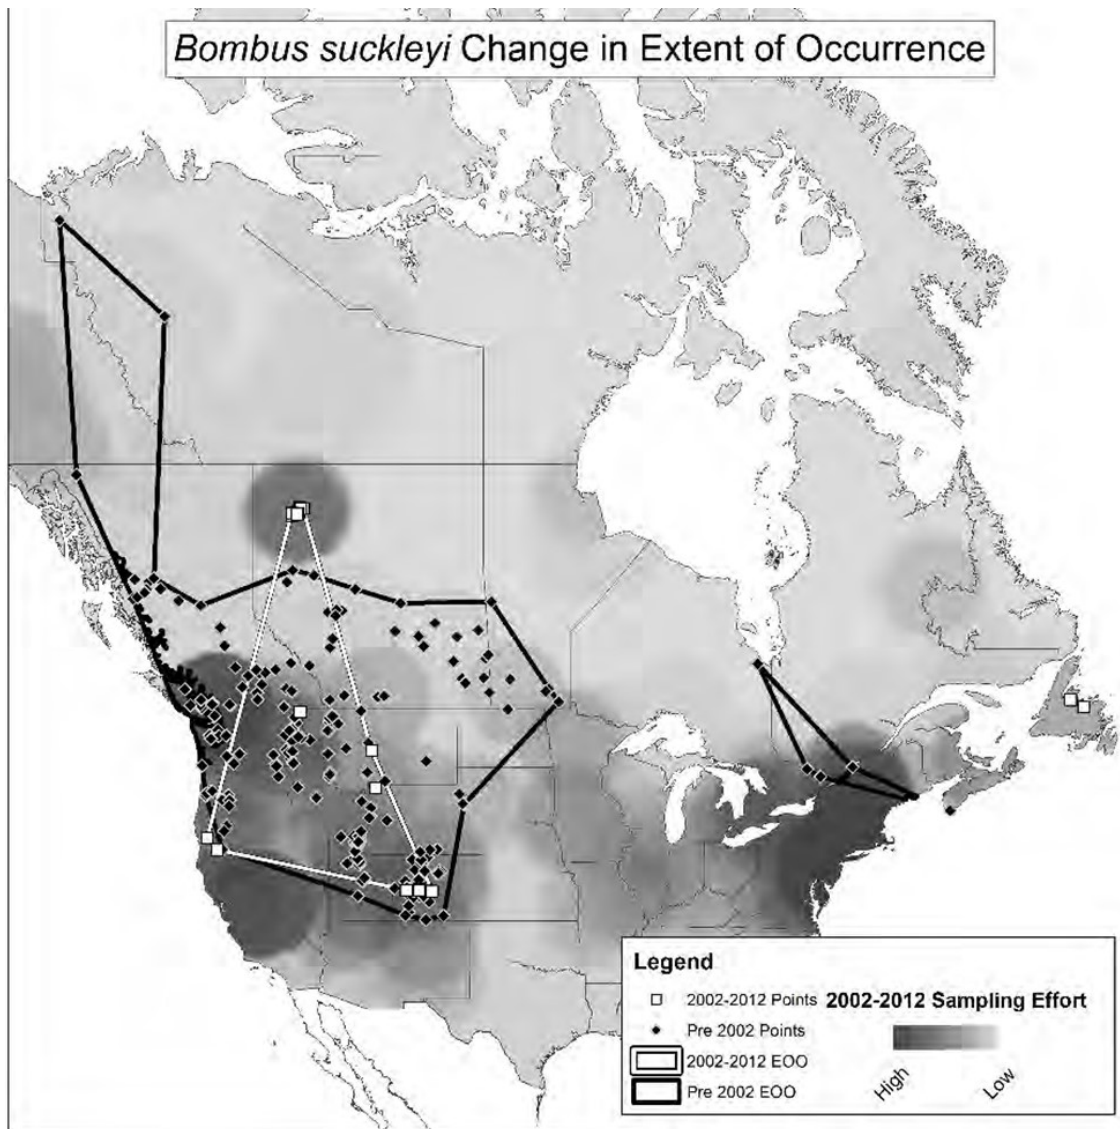 Bombus suckleyi Change in Extent of Occurrence
Legend
2002-2012 Points
Pre 2002 Points
2002-2012 EOO
Pre 2002 EOO
2002-2012 Sampling Effort
High
Low